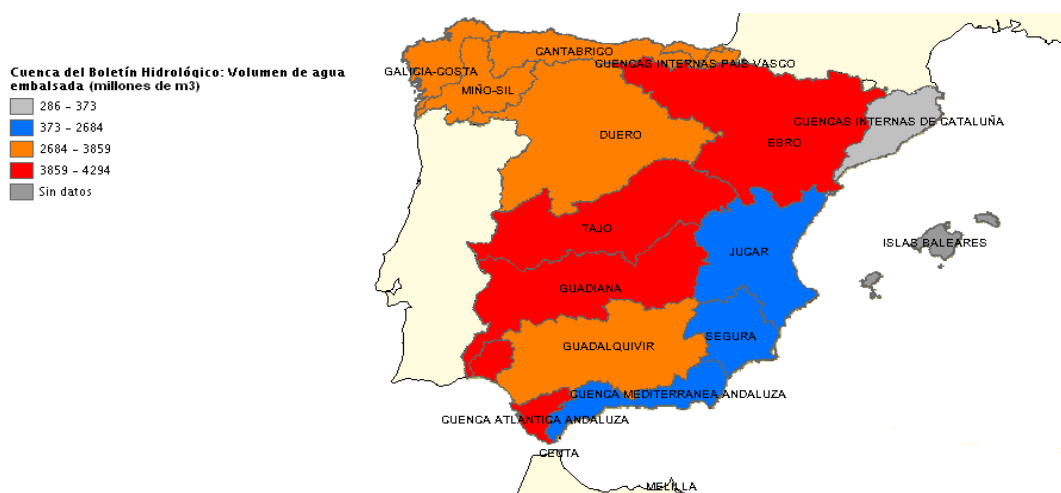 Cuenca del Boletín Hidrológico: Volumen de agua
embalsada (millones de m3)
286 - 373
373 - 2684
2684 - 3859
3859 - 4294
Sin datos
CANTABRICO
GALICIA-COSTA
CUENCAS INTERNAS PAIS VASCO
MIÑO-SIL
CUENCAS INTERNAS DE CATALUÑA
DUERO
EBRO
TAJO
ISLAS BALEARES
JUCAR
GUADIANA
SEGURA
GUADALQUIVIR
CUENCA MEDITERRANEA ANDALUZA
CUENCA ATLANTICA ANDALUZA
CEUTA
MELILLA